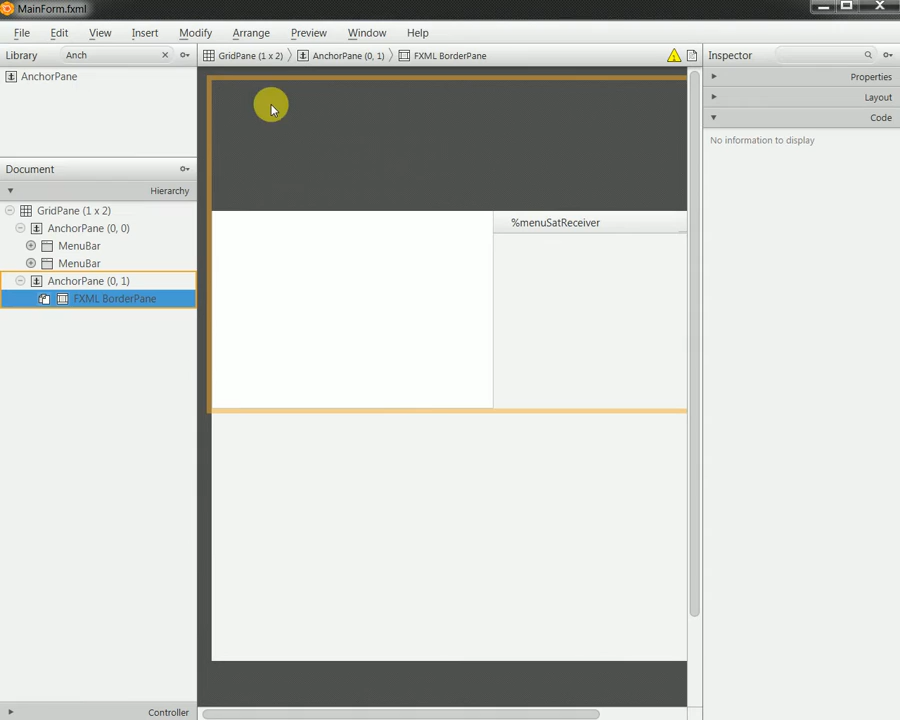 MainForm.fxml
File Edit View Insert Modify Arrange Preview Window Help
Library Anch GridPane (1 x 2) AnchorPane (0, 1) FXML BorderPane Inspector
AnchorPane Properties
Layout
Code
No information to display
Document
Hierarchy
GridPane (1 x 2)
AnchorPane (0, 0)
%menuSatReceiver
MenuBar
MenuBar
AnchorPane (0, 1)
FXML BorderPane
Controller